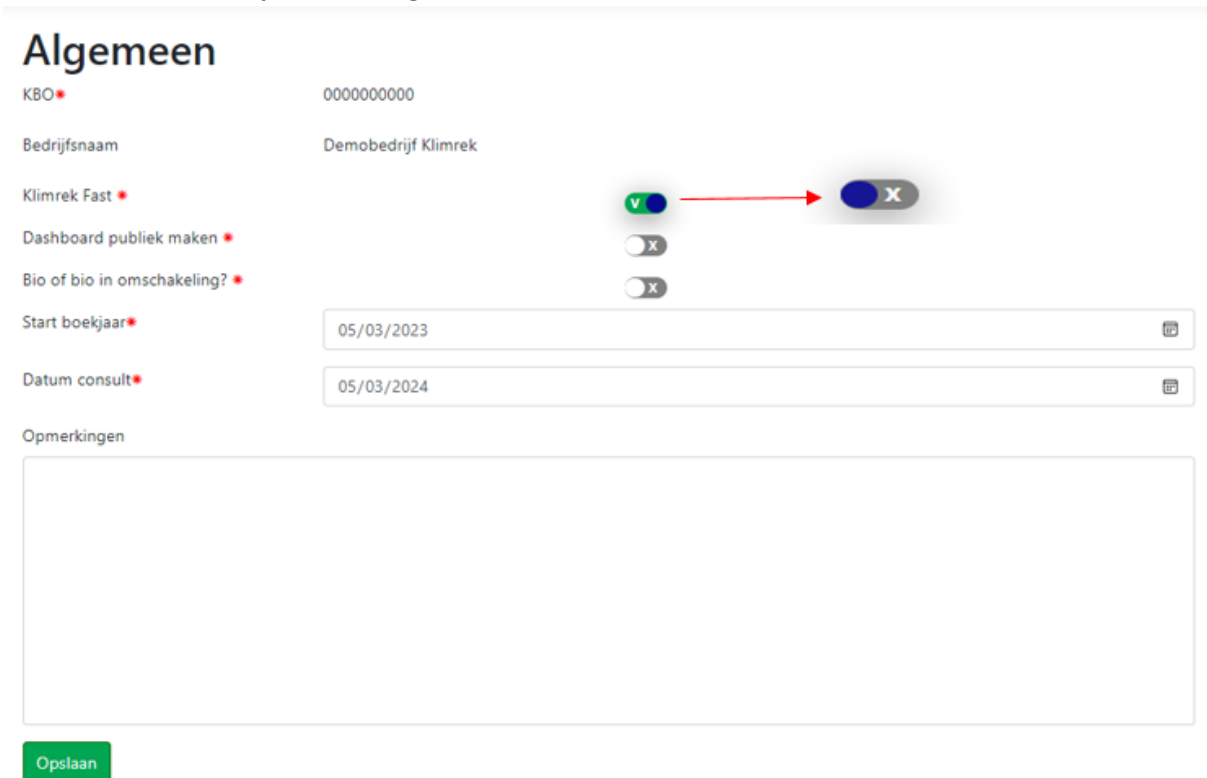 Algemeen
KBO* 0000000000
Bedrijfsnaam Demobedrijf Klimrek
Klimrek Fast * V X
Dashboard publiek maken * X
Bio of bio in omschakeling? * X
Start boekjaar* 05/03/2023
Datum consult* 05/03/2024
Opmerkingen
Opslaan